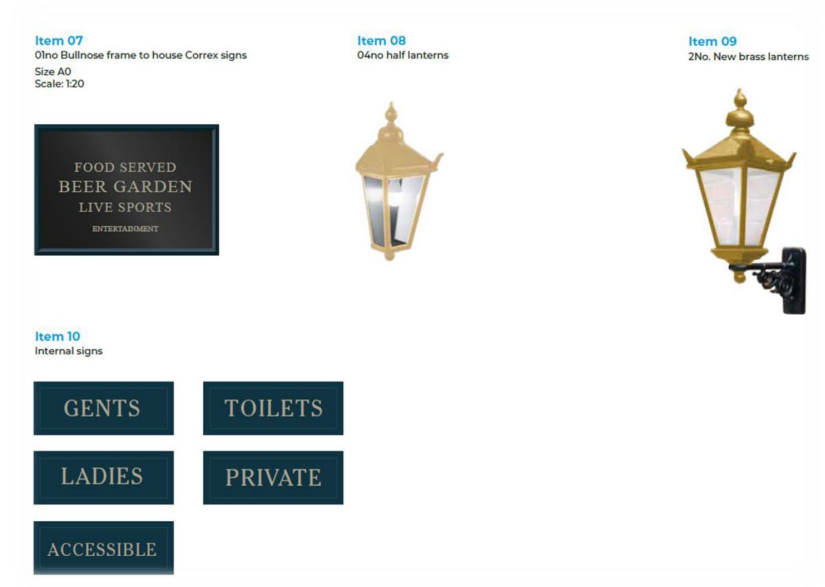 Item 07
01no Bullnose frame to house Correx signs
Size A0
Scale: 1:20
FOOD SERVED
BEER GARDEN
LIVE SPORTS
ENTERTAINMENT
Item 08
04no half lanterns
Item 09
2No. New brass lanterns
Item 10
Internal signs
GENTS
TOILETS
LADIES
PRIVATE
ACCESSIBLE